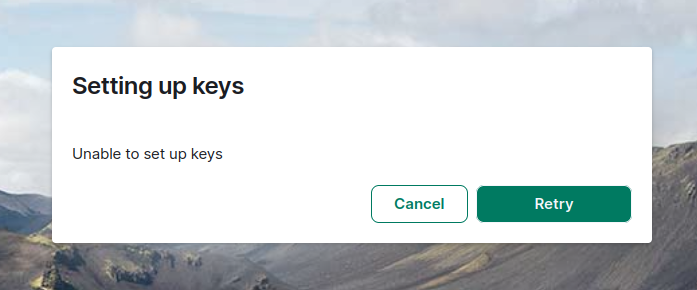 Setting up keys
Unable to set up keys
Cancel
Retry